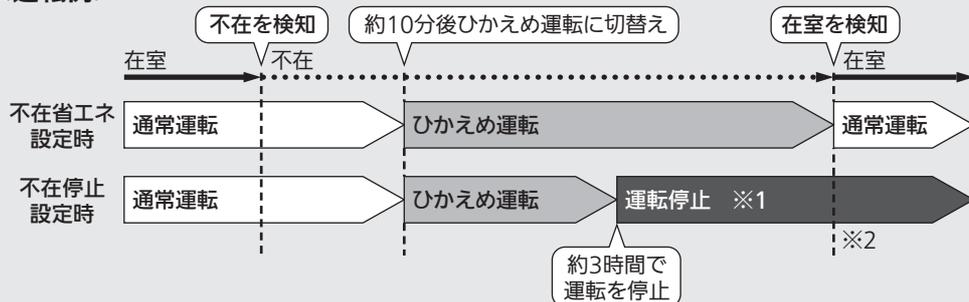 不在を検知
約10分後ひかえめ運転に切替え
在室を検知
在室
不在
在室
不在省エネ
設定時
通常運転
ひかえめ運転
通常運転
不在停止
設定時
通常運転
ひかえめ運転
運転停止 ※1
※2
約3時間で
運転を停止